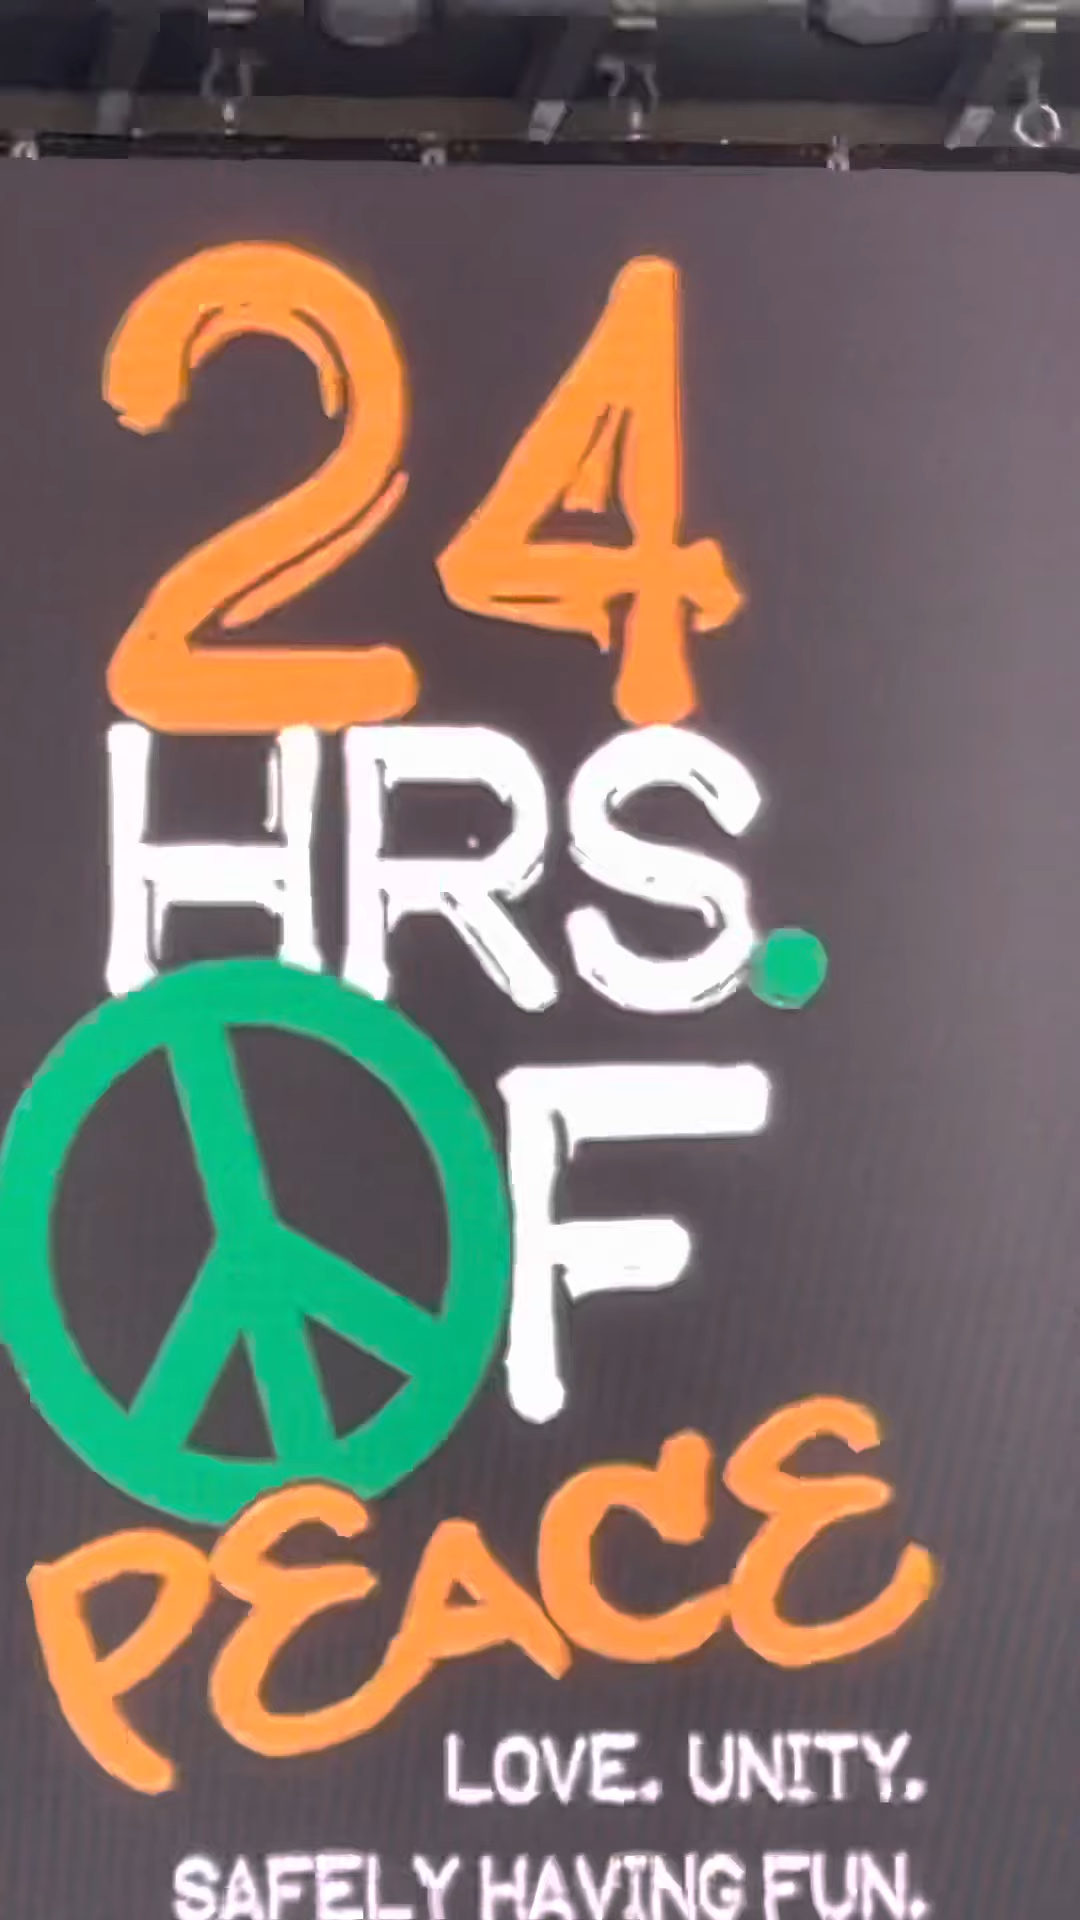 24
HRS.
OF
PEACE
LOVE. UNITY.
SAFELY HAVING FUN.